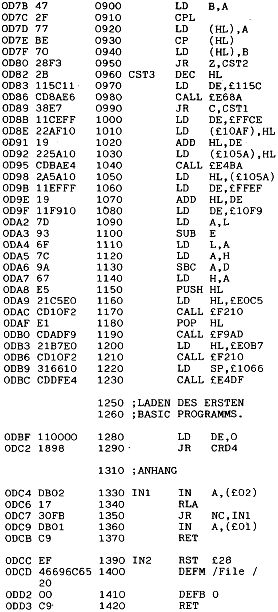 0D7B 47 0900 LD B,A
0D7C 2F 0910 CPL
0D7D 77 0920 LD (HL),A
0D7E BE 0930 CP (HL)
0D7F 70 0940 LD (HL),B
0D80 28F3 0950 JR Z,CST2
0D82 2B 0960 CST3 DEC HL
0D83 115C11 0970 LD DE,£115C
0D86 CD8AE6 0980 CALL £E68A
0D89 38E7 0990 JR C,CST1
0D8B 11CEFF 1000 LD DE,£FFCE
0D8E 22AF10 1010 LD (£10AF),HL
0D91 19 1020 ADD HL,DE
0D92 225A10 1030 LD (£105A),HL
0D95 CDBAE4 1040 CALL £E4BA
0D98 2A5A10 1050 LD HL,(£105A)
0D9B 11EFFF 1060 LD DE,£FFEF
0D9E 19 1070 ADD HL,DE
0D9F 11F910 1080 LD DE,£10F9
0DA2 7D 1090 LD A,L
0DA3 93 1100 SUB E
0DA4 6F 1110 LD L,A
0DA5 7C 1120 LD A,H
0DA6 9A 1130 SBC A,D
0DA7 67 1140 LD H,A
0DA8 E5 1150 PUSH HL
0DA9 21C5E0 1160 LD HL,£E0C5
0DAC CD10F2 1170 CALL £F210
0DAF E1 1180 POP HL
0DB0 CDADF9 1190 CALL £F9AD
0DB3 21B7E0 1200 LD HL,£E0B7
0DB6 CD10F2 1210 CALL £F210
0DB9 316610 1220 LD SP,£1066
0DBC CDDFE4 1230 CALL £E4DF
1250 ;LADEN DES ERSTEN
1260 ;BASIC PROGRAMMS.
0DBF 110000 1280 LD DE,0
0DC2 1898 1290 JR CRD4
1310 ;ANHANG
0DC4 DB02 1330 IN1 IN A,(£02)
0DC6 17 1340 RLA
0DC7 30FB 1350 JR NC,IN1
0DC9 DB01 1360 IN A,(£01)
0DCB C9 1370 RET
0DCC EF 1390 IN2 RST £28
0DCD 46696C65 1400 DEFM /File /
20
0DD2 00 1410 DEFB 0
0DD3 C9 1420 RET